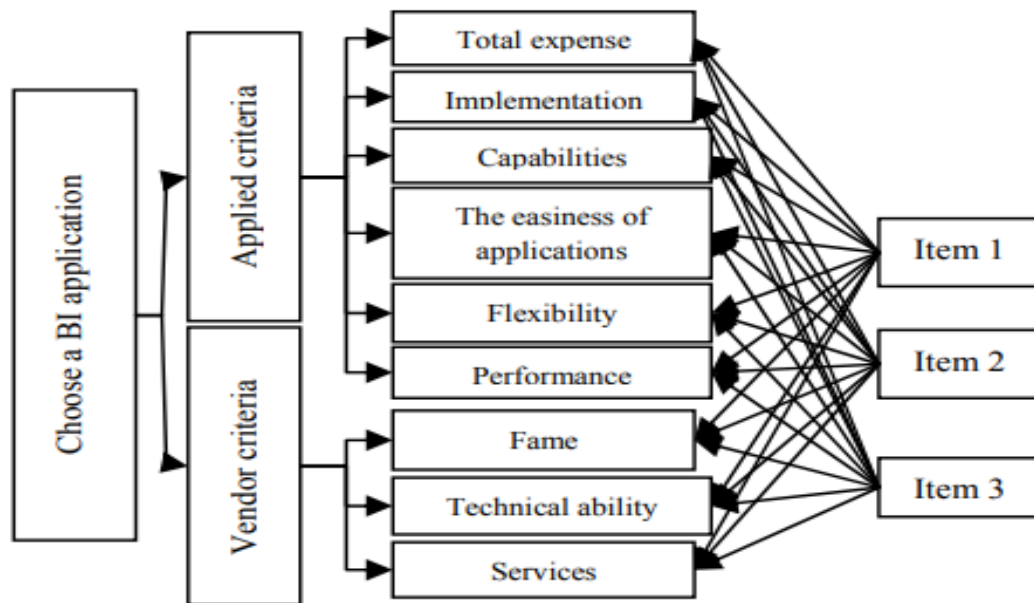 Choose a BI application
Applied criteria
Vendor criteria
Total expense
Implementation
Capabilities
The easiness of
applications
Flexibility
Performance
Fame
Technical ability
Services
Item 1
Item 2
Item 3